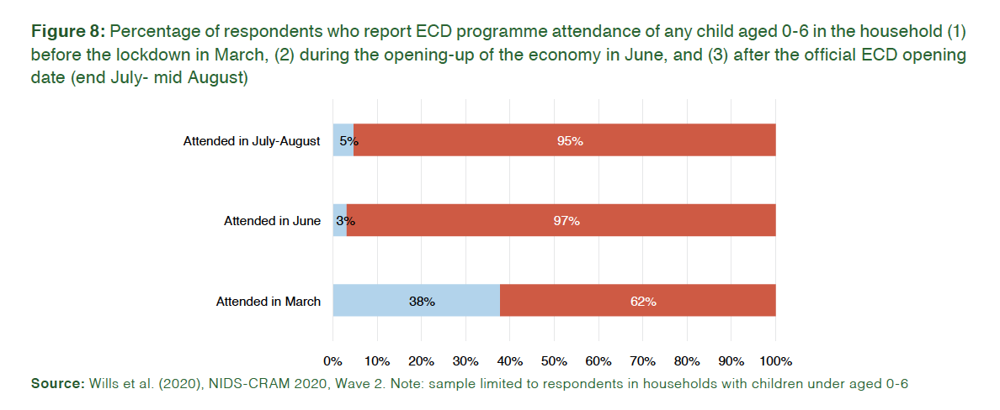 Figure 8: Percentage of respondents who report ECD programme attendance of any child aged 0-6 in the household (1)
before the lockdown in March, (2) during the opening-up of the economy in June, and (3) after the official ECD opening
date (end July- mid August)
Attended in July-August 5% 95%
Attended in June 3% 97%
Attended in March 38% 62%
0% 10% 20% 30% 40% 50% 60% 70% 80% 90% 100%
Source: Wills et al. (2020), NIDS-CRAM 2020, Wave 2. Note: sample limited to respondents in households with children under aged 0-6